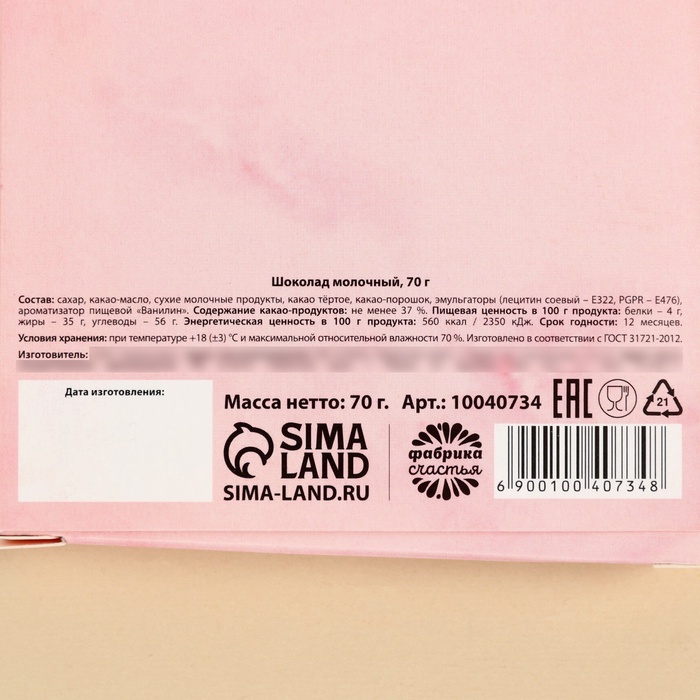 Шоколад молочный, 70 г
Состав: сахар, какао-масло, сухие молочные продукты, какао тёртое, какао-порошок, эмульгаторы (лецитин соевый – Е322, PGPR – Е476),
ароматизатор пищевой «Ванилин». Содержание какао-продуктов: не менее 37 %. Пищевая ценность в 100 г продукта: белки – 4 г,
жиры – 35 г, углеводы – 56 г. Энергетическая ценность в 100 г продукта: 560 ккал / 2350 кДж. Срок годности: 12 месяцев.
Условия хранения: при температуре +18 (±3) °С и максимальной относительной влажности 70 %. Изготовлено в соответствии с ГОСТ 31721-2012.
Изготовитель:
Дата изготовления:
Масса нетто: 70 г. Арт.: 10040734
EAC
21
SIMA
LAND
SIMA-LAND.RU
фабрика
счастья
6 900100 407348